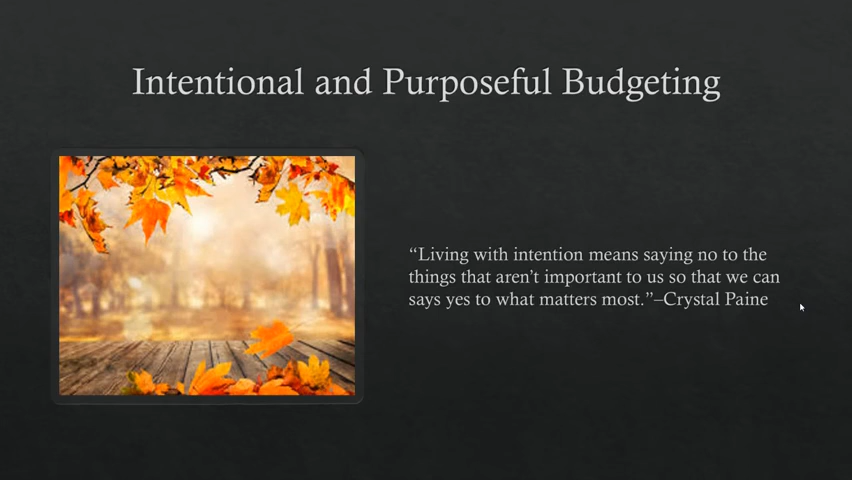 Intentional and Purposeful Budgeting
“Living with intention means saying no to the
things that aren’t important to us so that we can
says yes to what matters most.”–Crystal Paine